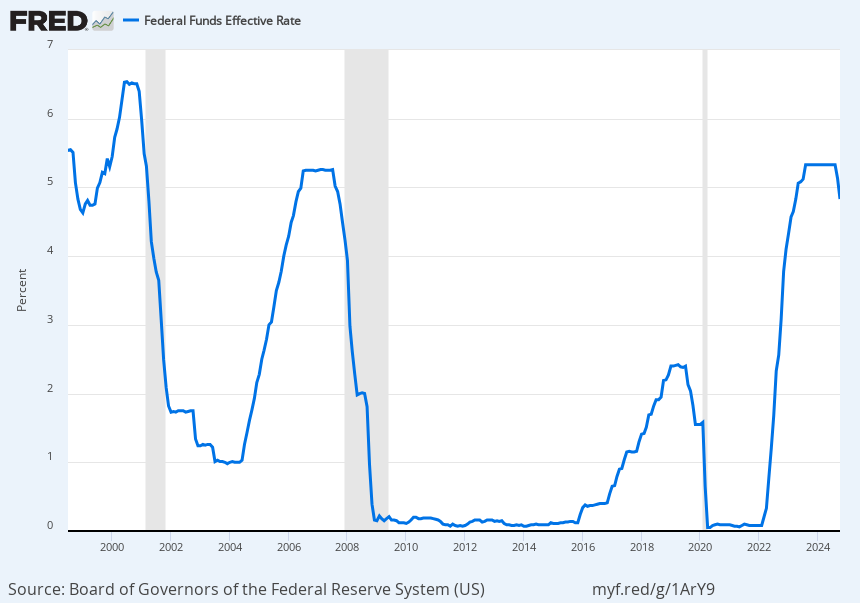 FRED Federal Funds Effective Rate
7
6
5
4
3
2
1
0
Percent
2000 2002 2004 2006 2008 2010 2012 2014 2016 2018 2020 2022 2024
Source: Board of Governors of the Federal Reserve System (US) myf.red/g/1ArY9